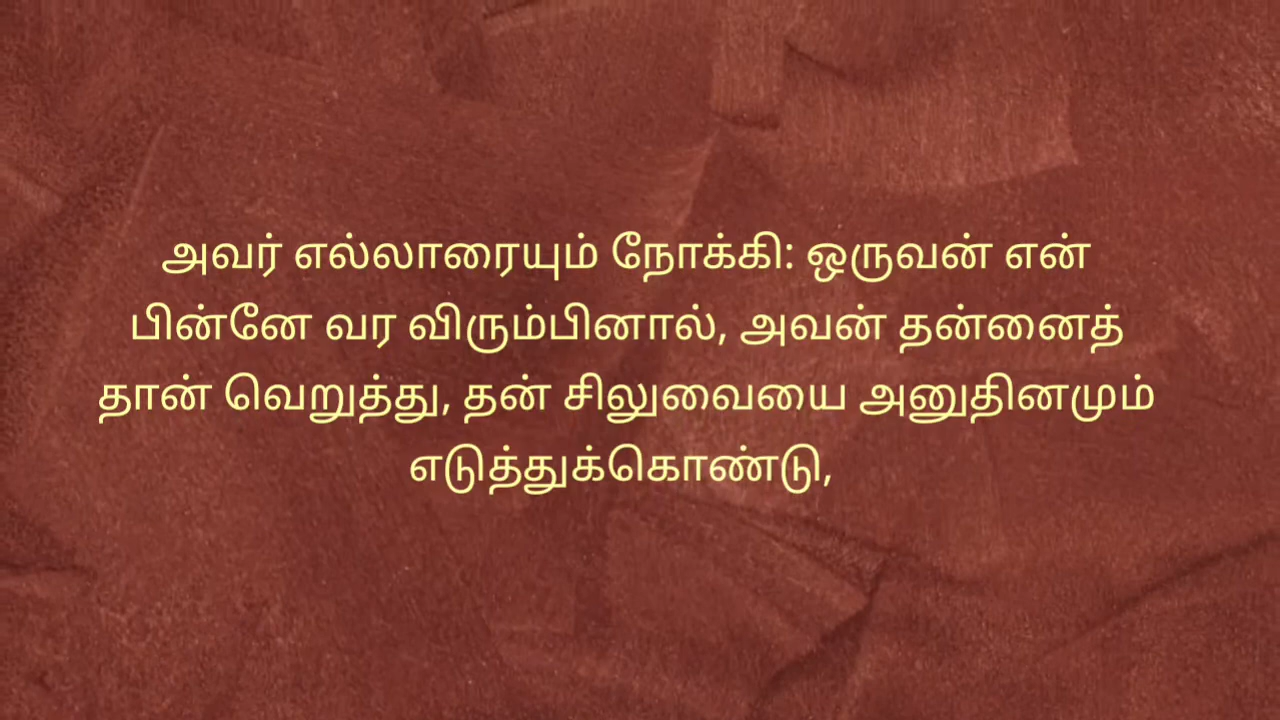 அவர் எல்லாரையும் நோக்கி: ஒருவன் என்
பின்னே வர விரும்பினால், அவன் தன்னைத்
தான் வெறுத்து, தன் சிலுவையை அனுதினமும்
எடுத்துக்கொண்டு,